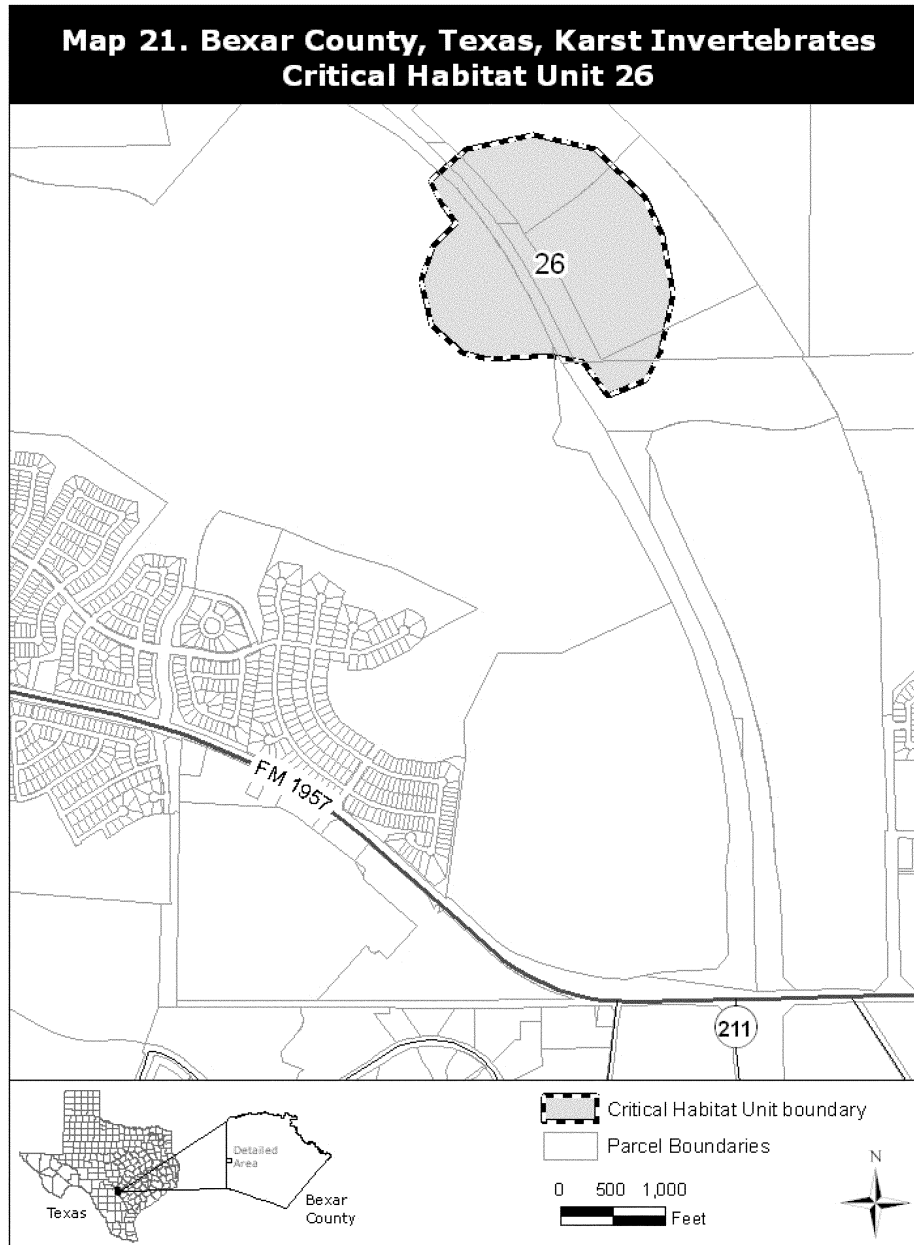 Map 21. Bexar County, Texas, Karst Invertebrates
Critical Habitat Unit 26
26
FM 1957
211
Detailed
Area
Texas
Bexar
County
Critical Habitat Unit boundary
Parcel Boundaries
0 500 1,000
Feet
N